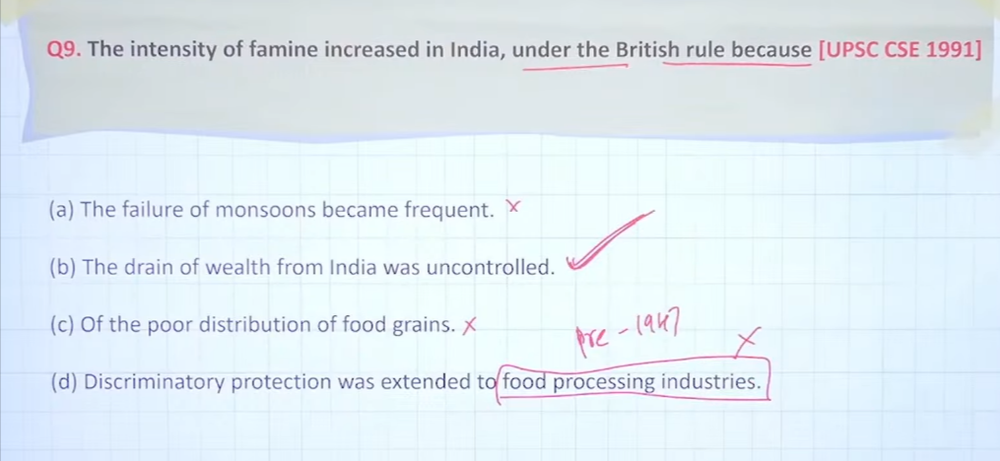 Q9. The intensity of famine increased in India, under the British rule because [UPSC CSE 1991]
(a) The failure of monsoons became frequent. x
(b) The drain of wealth from India was uncontrolled.
(c) Of the poor distribution of food grains. x
pre - 1947 x
(d) Discriminatory protection was extended to food processing industries.